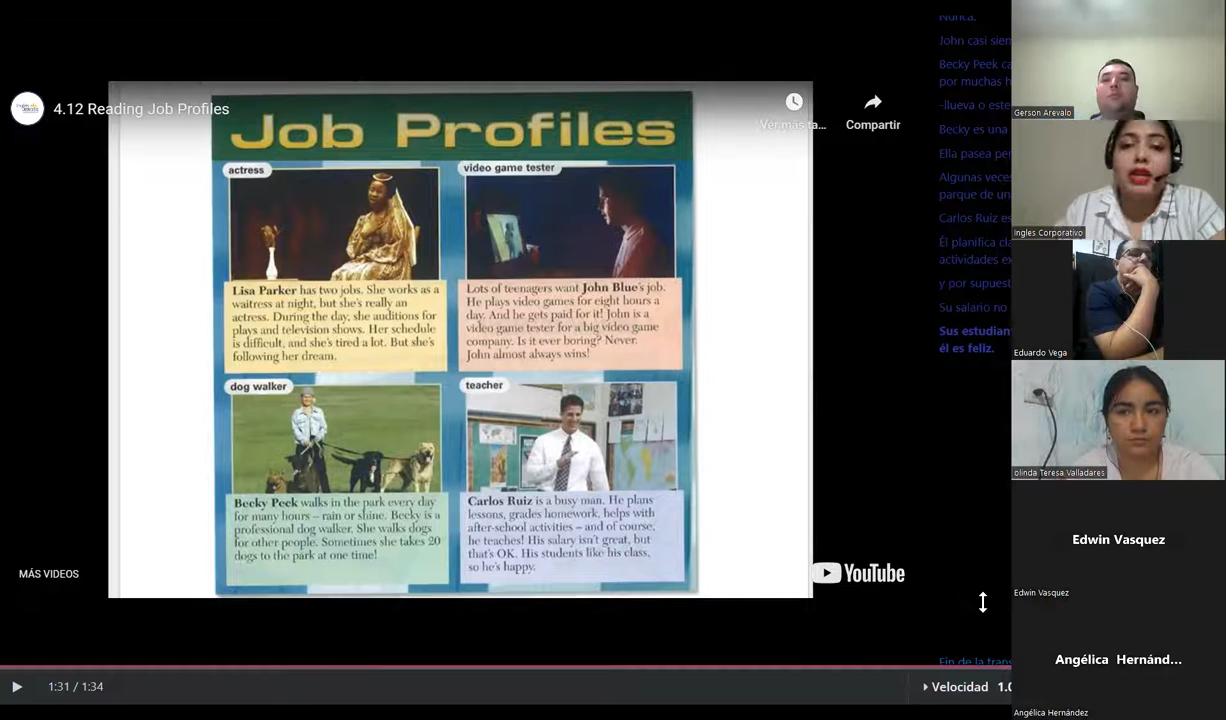 4.12 Reading Job Profiles
Ver más ta...
Compartir
Job Profiles
actress
Lisa Parker has two jobs. She works as a
waitress at night, but she's really an
actress. During the day, she auditions for
plays and television shows. Her schedule
is difficult, and she's tired a lot. But she's
following her dream.
video game tester
Lots of teenagers want John Blue's job.
He plays video games for eight hours a
day. And he gets paid for it! John is a
video game tester for a big video game
company. Is it ever boring? Never.
John almost always wins!
dog walker
Becky Peck walks in the park every day
for many hours – rain or shine. Becky is a
professional dog walker. She walks dogs
for other people. Sometimes she takes 20
dogs to the park at one time!
teacher
Carlos Ruiz is a busy man. He plans
lessons, grades homework, helps with
after-school activities – and of course,
he teaches! His salary isn't great, but
that's OK. His students like his class,
so he's happy.
MÁS VIDEOS
YouTube
1:31 / 1:34
Velocidad 1.0
Nunca.
John casi sien
Becky Peek ca
por muchas h
-llueva o este
Becky es una
Ella pasea per
Algunas veces
parque de un
Carlos Ruiz es
Él planifica cla
actividades ex
y por supuest
Su salario no
Sus estudian
él es feliz.
Fin de la tran
Gerson Arevalo
Ingles Corporativo
Eduardo Vega
olinda Teresa Valladares
Edwin Vasquez
Edwin Vasquez
Angélica Hernánd...
Angélica Hernández